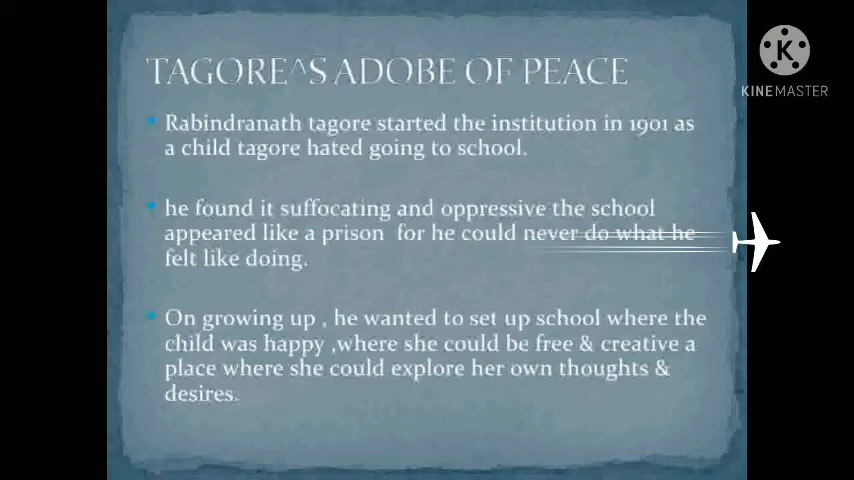 TAGORE^S ADOBE OF PEACE
K
KINEMASTER
Rabindranath tagore started the institution in 1901 as
a child tagore hated going to school.
he found it suffocating and oppressive the school
appeared like a prison for he could never do what he
felt like doing.
On growing up , he wanted to set up school where the
child was happy ,where she could be free & creative a
place where she could explore her own thoughts &
desires.